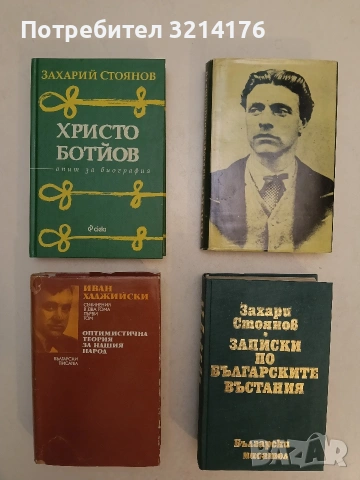 Потребител 3214176
ЗАХАРИЙ СТОЯНОВ
ХРИСТО
БОТЙОВ
опит за биография
ciela
ИВАН
ХАДЖИЙСКИ
СЪЧИНЕНИЯ
В ДВА ТОМА
ПЪРВИ
ТОМ
ОПТИМИСТИЧНА
ТЕОРИЯ
ЗА НАШИЯ
НАРОД
БЪЛГАРСКИ
ПИСАТЕЛ
Захари
Стоянов
ЗАПИСКИ
ПО
БЪЛГАРСКИТЕ
ВЪСТАНИЯ
Български
писател
BAZAR